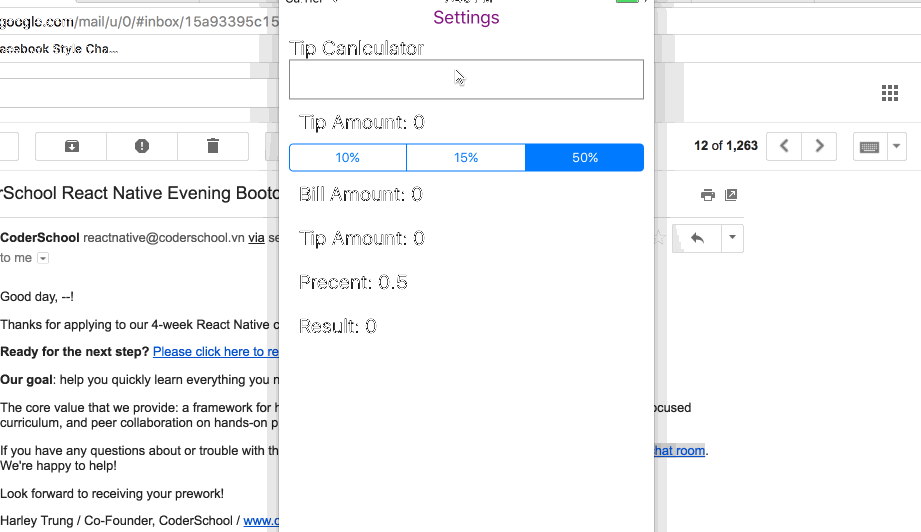 google.com/mail/u/0/#inbox/15a93395c15
acebook Style Cha...
Settings
Tip Canlculator
Tip Amount: 0
10% 15% 50%
Bill Amount: 0
Tip Amount: 0
Precent: 0.5
Result: 0
12 of 1,263
rSchool React Native Evening Bootc
CoderSchool reactnative@coderschool.vn via se
to me
Good day, --!
Thanks for applying to our 4-week React Native c
Ready for the next step? Please click here to re
Our goal: help you quickly learn everything you n
The core value that we provide: a framework for h ocused
curriculum, and peer collaboration on hands-on p
If you have any questions about or trouble with th hat room.
We're happy to help!
Look forward to receiving your prework!
Harley Trung / Co-Founder, CoderSchool / www.c